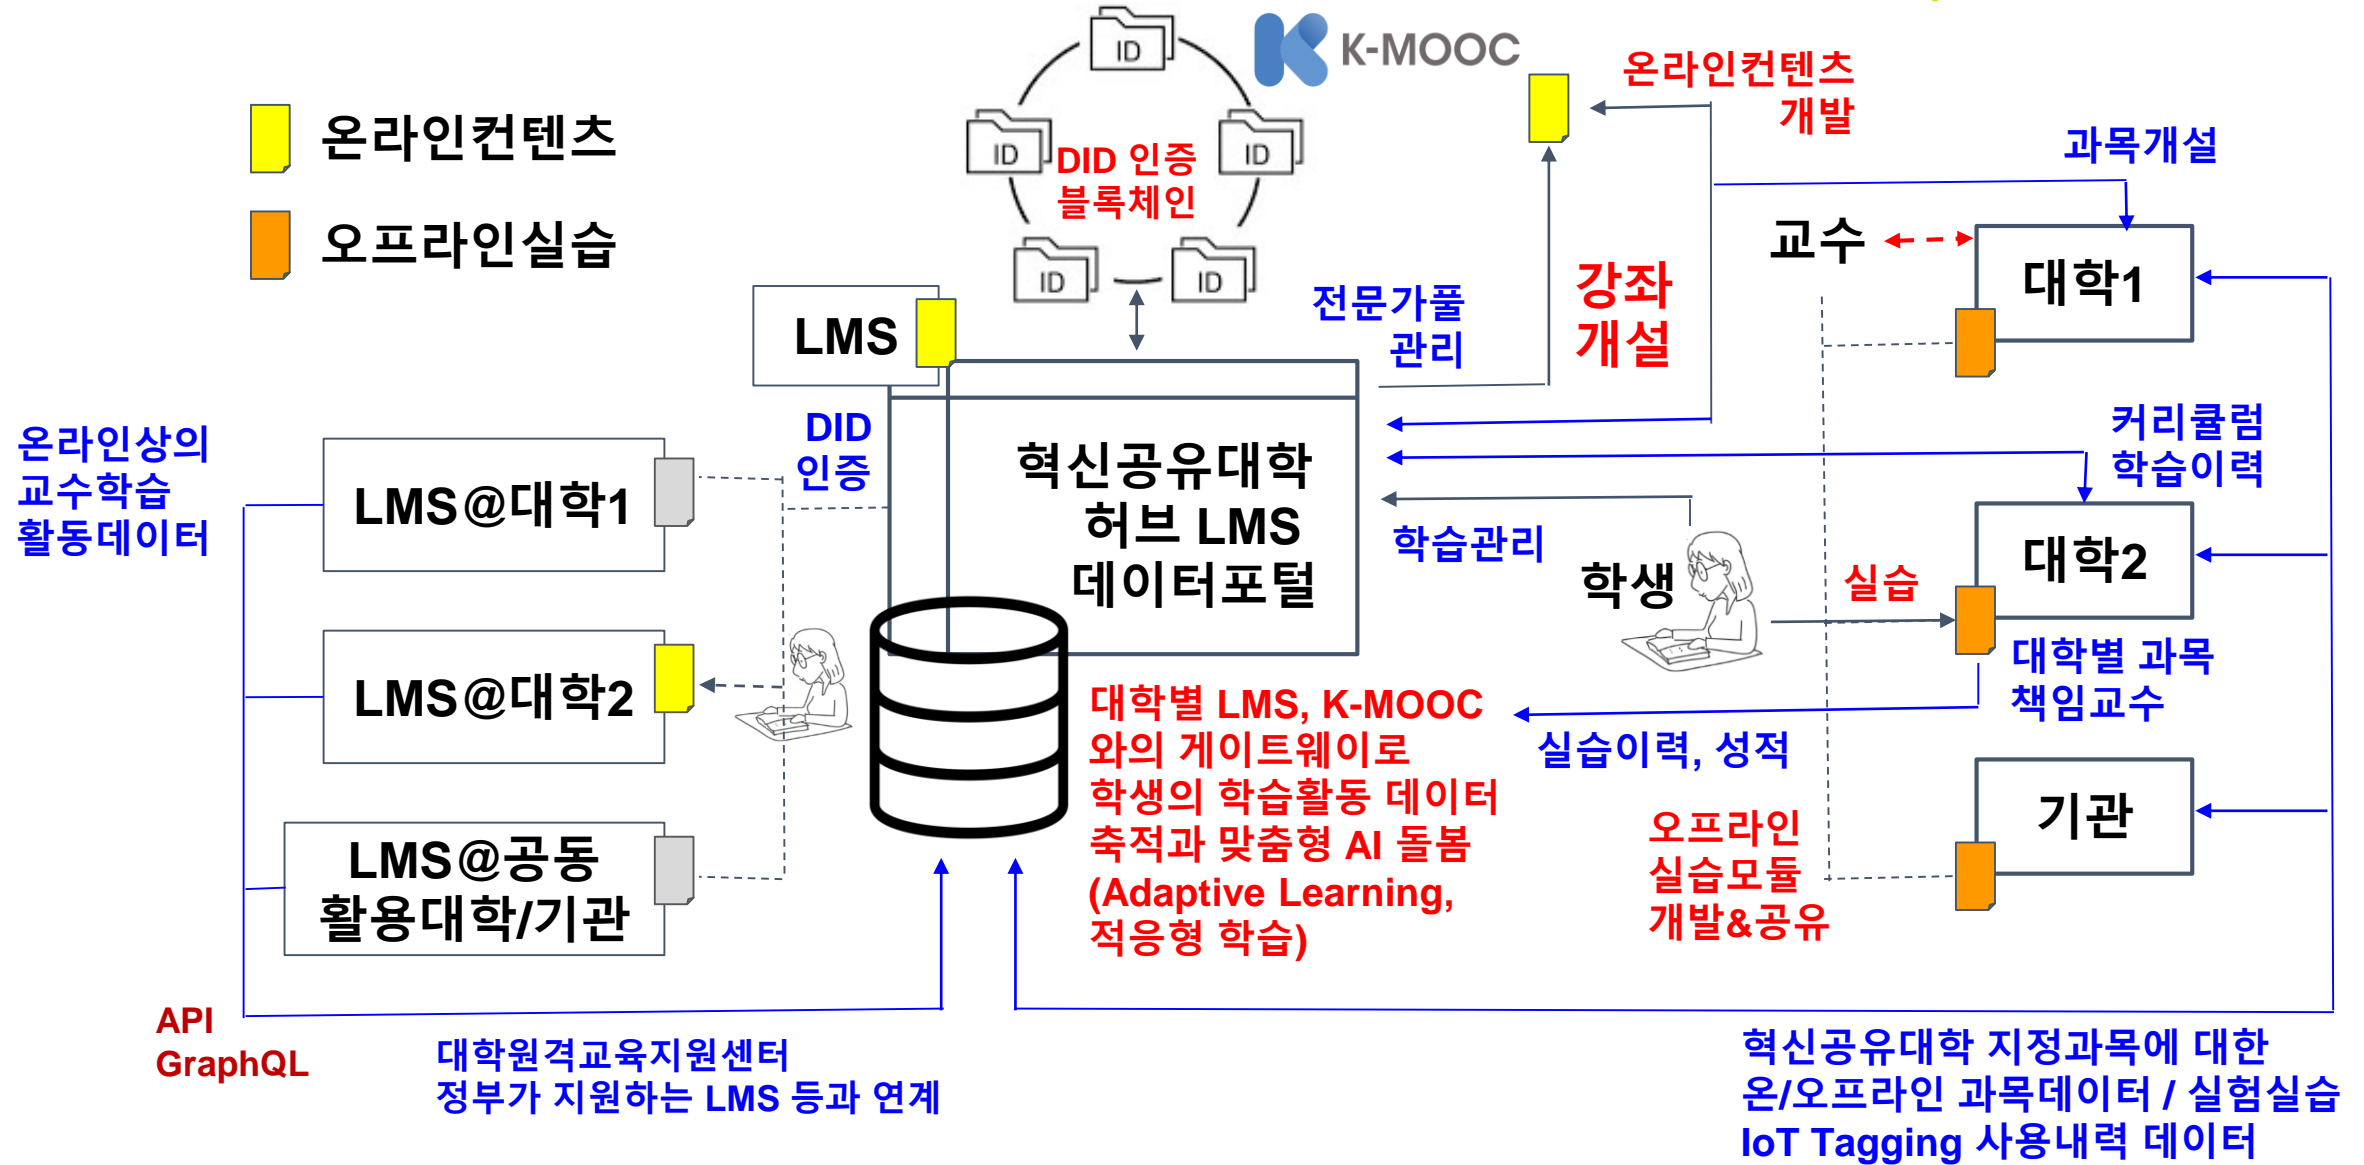 온라인컨텐츠
오프라인실습
ID
ID
ID
ID
ID
DID 인증
블록체인
K-MOOC
온라인컨텐츠
개발
과목개설
교수
대학1
전문가풀
관리
강좌
개설
LMS
DID
인증
혁신공유대학
허브 LMS
데이터포털
온라인상의
교수학습
활동데이터
LMS@대학1
LMS@대학2
LMS@공동
활용대학/기관
커리큘럼
학습이력
학습관리
학생
실습
대학2
대학별 과목
책임교수
실습이력, 성적
대학별 LMS, K-MOOC
와의 게이트웨이로
학생의 학습활동 데이터
축적과 맞춤형 AI 돌봄
(Adaptive Learning,
적응형 학습)
오프라인
실습모듈
개발&공유
기관
API
GraphQL
대학원격교육지원센터
정부가 지원하는 LMS 등과 연계
혁신공유대학 지정과목에 대한
온/오프라인 과목데이터 / 실험실습
IoT Tagging 사용내력 데이터